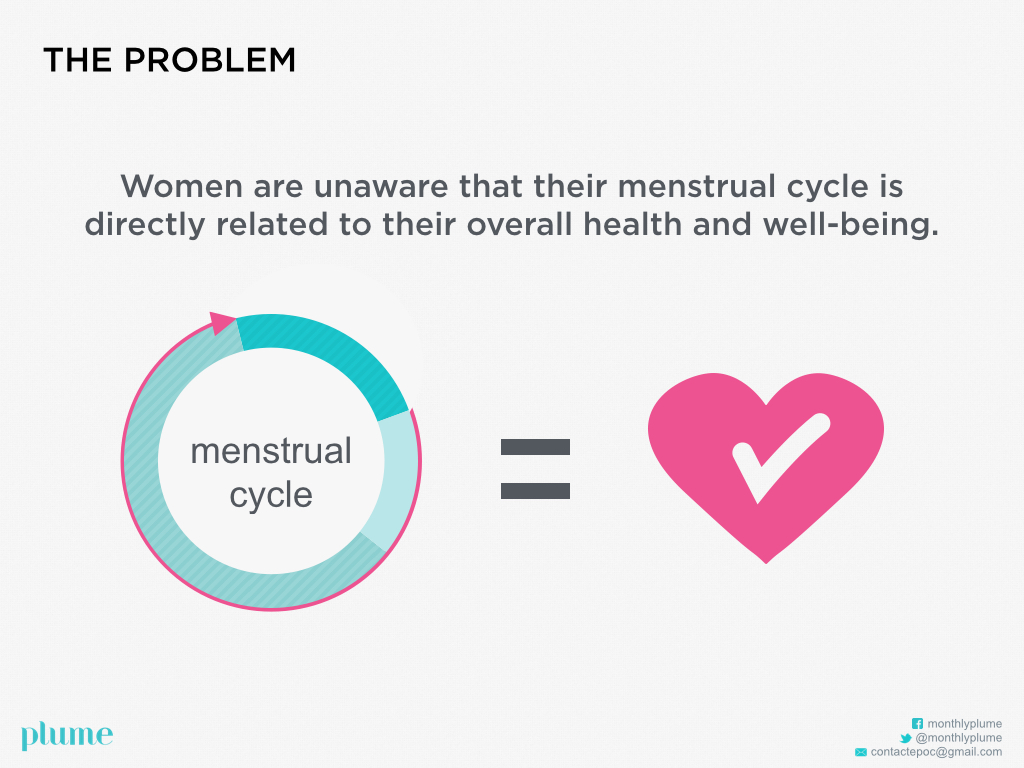 THE PROBLEM
Women are unaware that their menstrual cycle is
directly related to their overall health and well-being.
menstrual
cycle
plume
monthlyplume
@monthlyplume
contactepoc@gmail.com